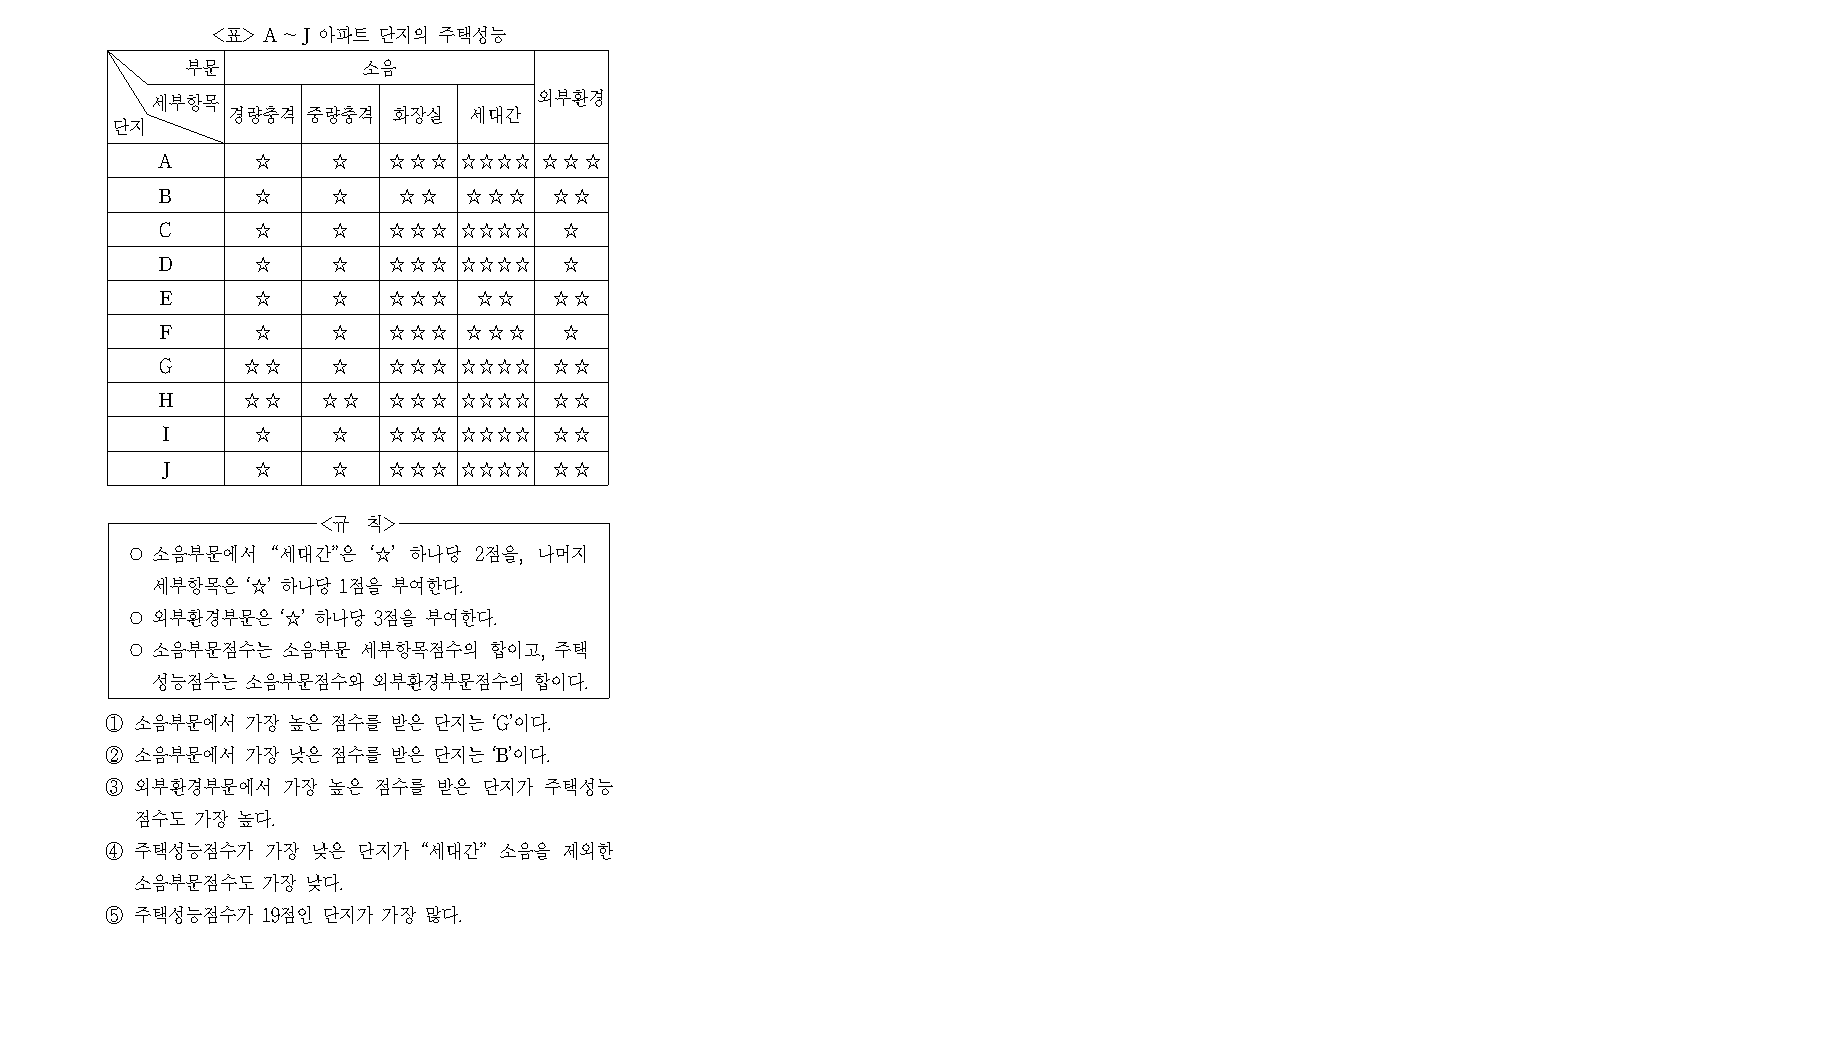 <표> A ~ J 아파트 단지의 주택성능
부문 소음 외부환경
세부항목 경량충격 중량충격 화장실 세대간
단지
A ☆ ☆ ☆☆☆ ☆☆☆☆ ☆☆☆
B ☆ ☆ ☆☆ ☆☆☆ ☆☆
C ☆ ☆ ☆☆☆ ☆☆☆☆ ☆
D ☆ ☆ ☆☆☆ ☆☆☆☆ ☆
E ☆ ☆ ☆☆☆ ☆☆ ☆☆
F ☆ ☆ ☆☆☆ ☆☆☆ ☆
G ☆☆ ☆ ☆☆☆ ☆☆☆☆ ☆☆
H ☆☆ ☆☆ ☆☆☆ ☆☆☆☆ ☆☆
I ☆ ☆ ☆☆☆ ☆☆☆☆ ☆☆
J ☆ ☆ ☆☆☆ ☆☆☆☆ ☆☆
<규 칙>
○ 소음부문에서 “세대간”은 ‘☆’ 하나당 2점을, 나머지
세부항목은 ‘☆’ 하나당 1점을 부여한다.
○ 외부환경부문은 ‘☆’ 하나당 3점을 부여한다.
○ 소음부문점수는 소음부문 세부항목점수의 합이고, 주택
성능점수는 소음부문점수와 외부환경부문점수의 합이다.
① 소음부문에서 가장 높은 점수를 받은 단지는 ‘G’이다.
② 소음부문에서 가장 낮은 점수를 받은 단지는 ‘B’이다.
③ 외부환경부문에서 가장 높은 점수를 받은 단지가 주택성능
점수도 가장 높다.
④ 주택성능점수가 가장 낮은 단지가 “세대간” 소음을 제외한
소음부문점수도 가장 낮다.
⑤ 주택성능점수가 19점인 단지가 가장 많다.